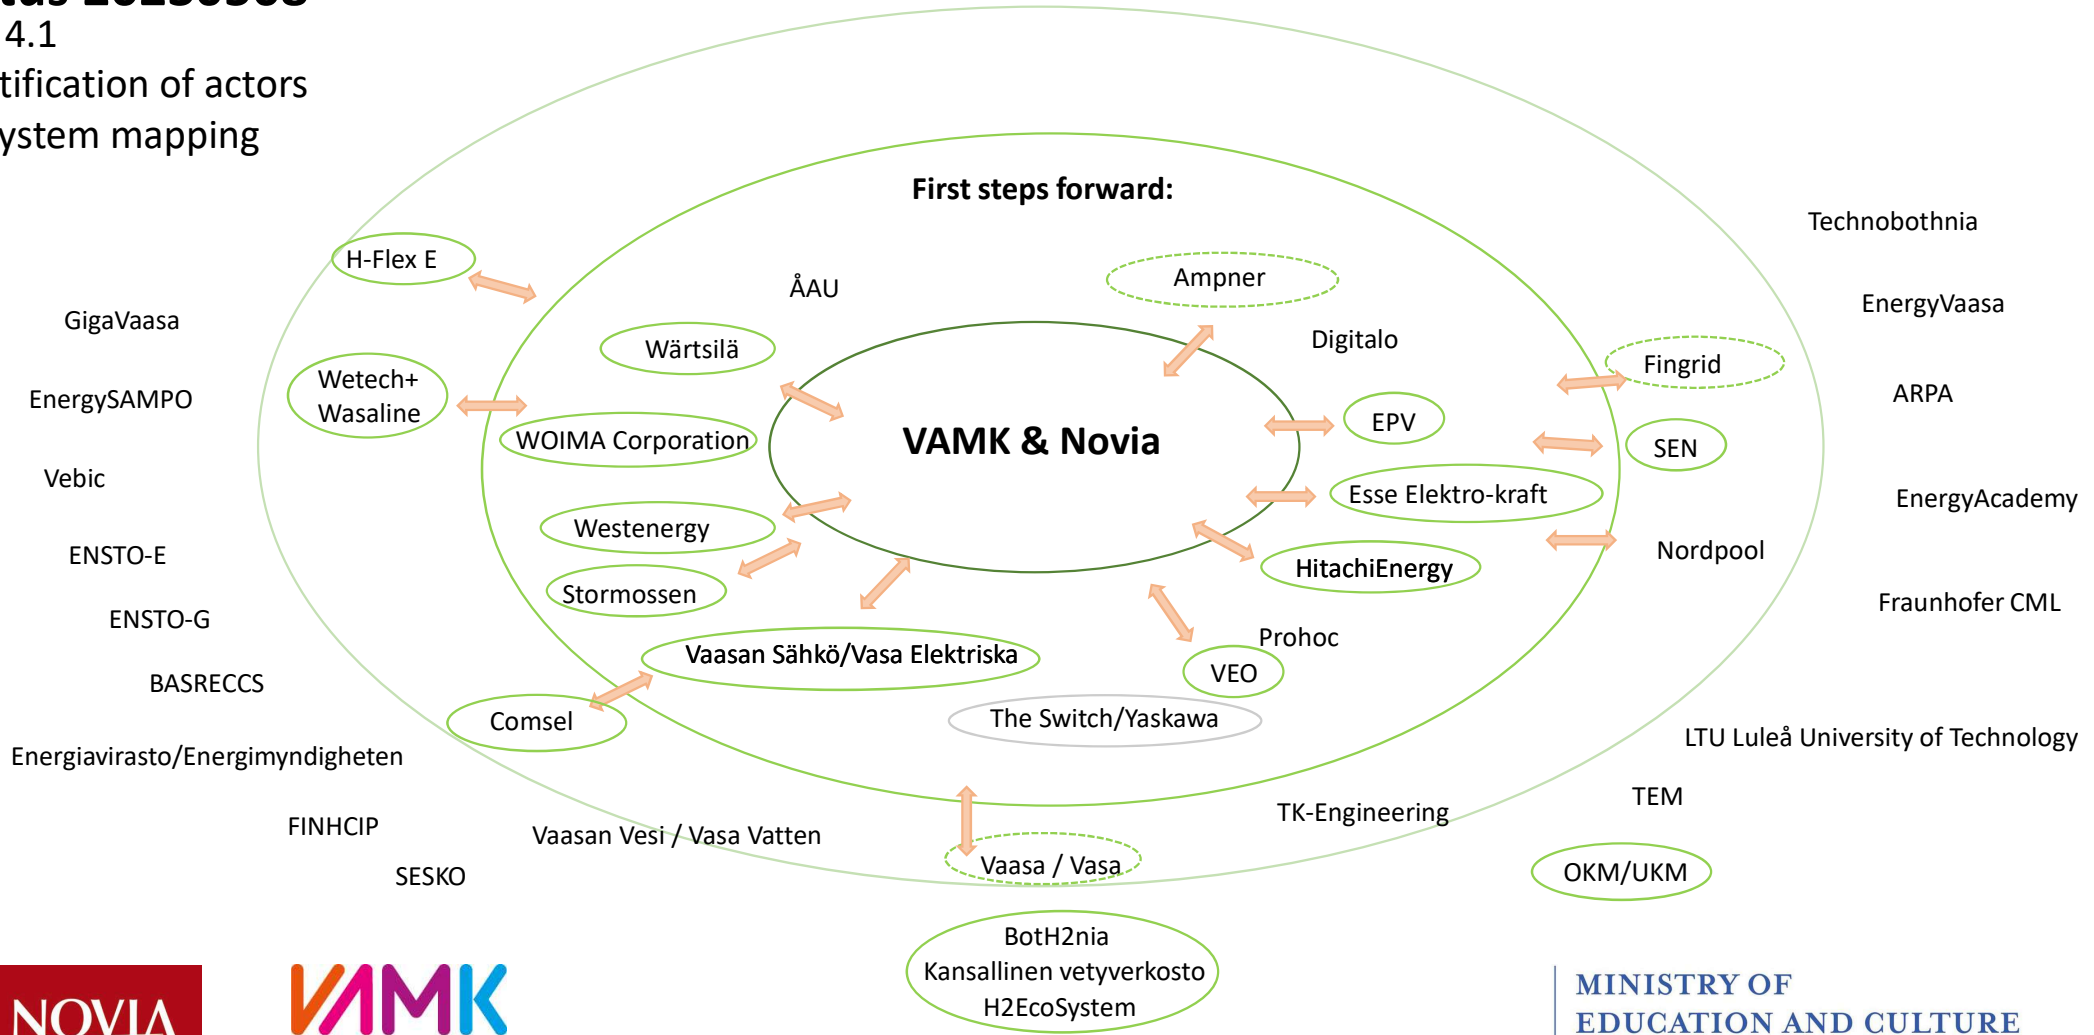 4.1
tification of actors
ystem mapping
First steps forward:
Technobothnia
H-Flex E
ÅAU
Ampner
EnergyVaasa
GigaVaasa
Wärtsilä
Digitalo
Fingrid
Wetech+
Wasaline
EnergySAMPO
ARPA
WOIMA Corporation
VAMK & Novia
EPV
SEN
Vebic
Westenergy
Esse Elektro-kraft
EnergyAcademy
ENSTO-E
Stormossen
HitachiEnergy
Nordpool
ENSTO-G
Fraunhofer CML
Prohoc
BASRECCS
Vaasan Sähkö/Vasa Elektriska
VEO
Comsel
The Switch/Yaskawa
LTU Luleå University of Technology
Energiavirasto/Energimyndigheten
TEM
FINHCIP
Vaasan Vesi / Vasa Vatten
TK-Engineering
SESKO
Vaasa / Vasa
OKM/UKM
BotH2nia
Kansallinen vetyverkosto
H2EcoSystem
NOVIA
VAMK
MINISTRY OF
EDUCATION AND CULTURE